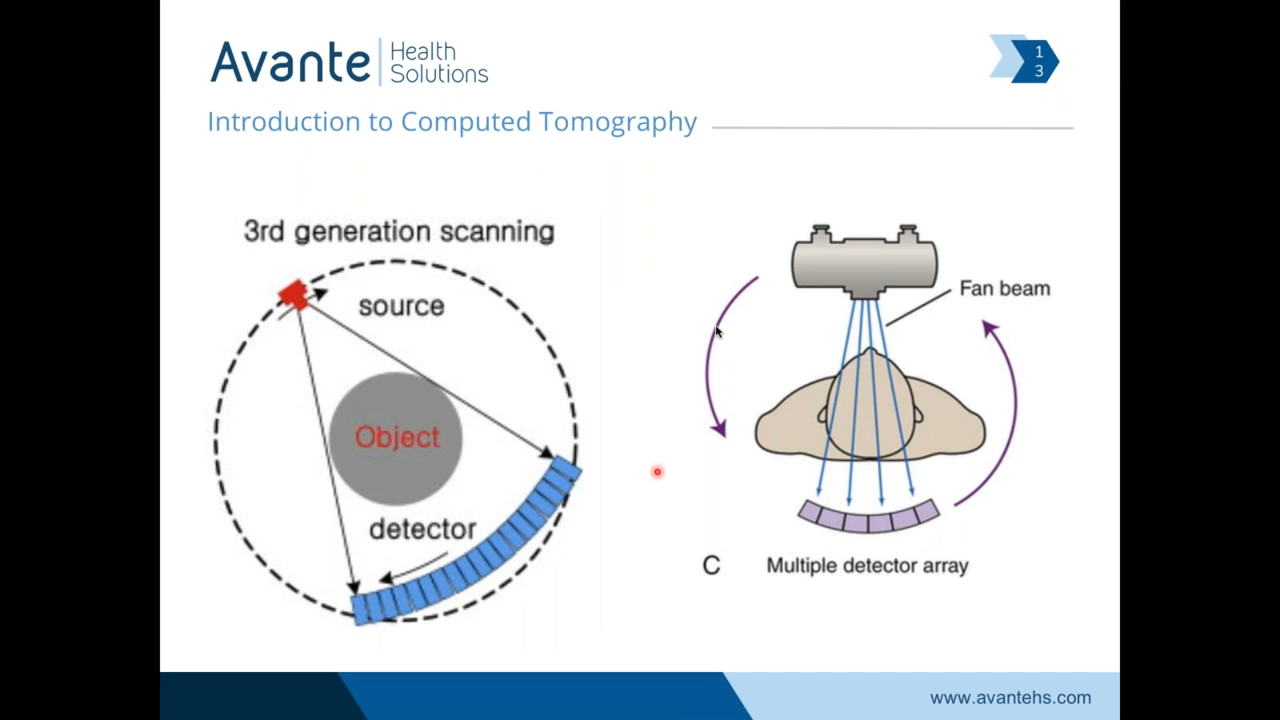 Avante
Health
Solutions
1
3
Introduction to Computed Tomography
3rd generation scanning
source
Object
detector
Fan beam
C
Multiple detector array
www.avantehs.com